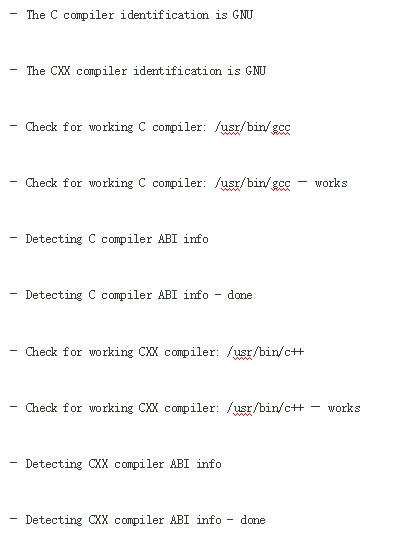 — The C compiler identification is GNU
— The CXX compiler identification is GNU
— Check for working C compiler: /usr/bin/gcc
— Check for working C compiler: /usr/bin/gcc — works
— Detecting C compiler ABI info
— Detecting C compiler ABI info - done
— Check for working CXX compiler: /usr/bin/c++
— Check for working CXX compiler: /usr/bin/c++ — works
— Detecting CXX compiler ABI info
— Detecting CXX compiler ABI info - done